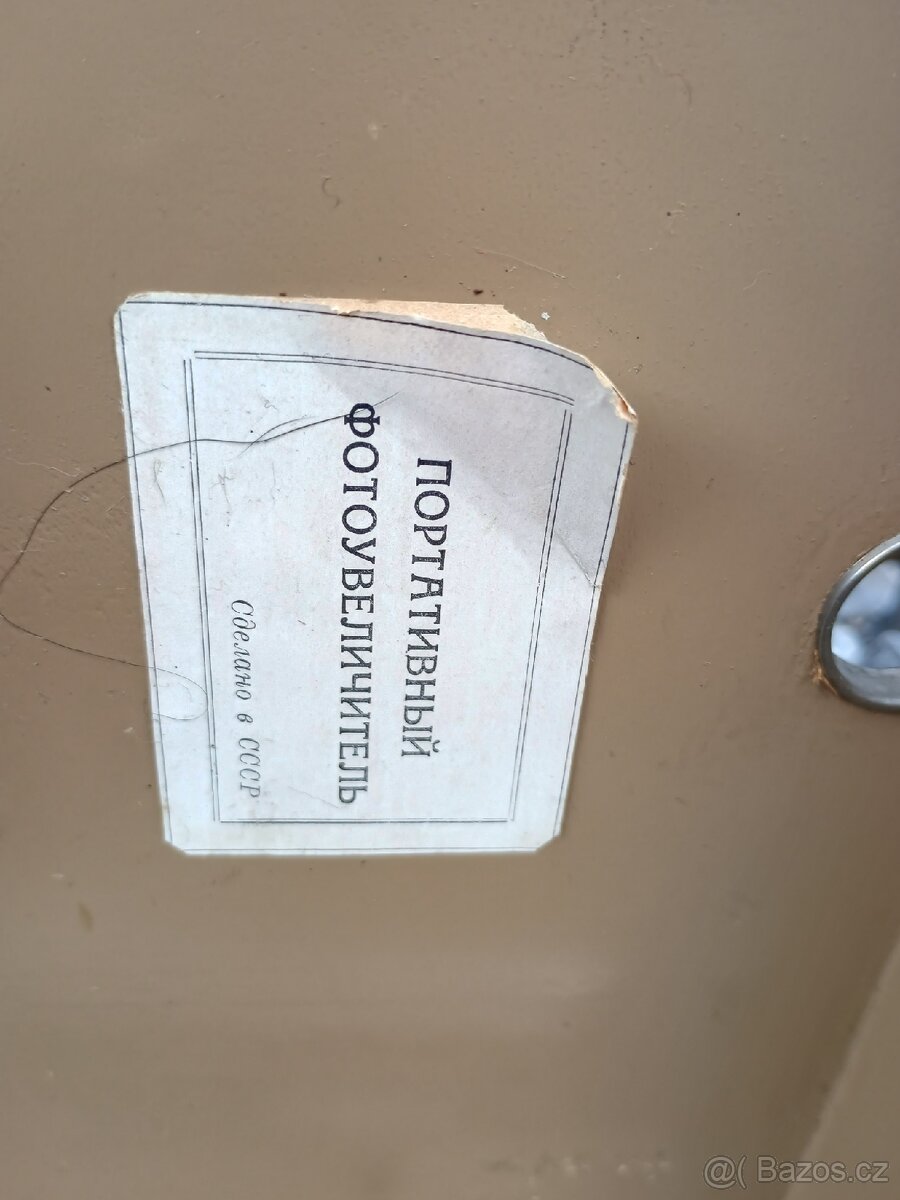 ПОРТАТИВНЫЙ
ФОТОУВЕЛИЧИТЕЛЬ
Сделано в СССР
@( Bazos.cz